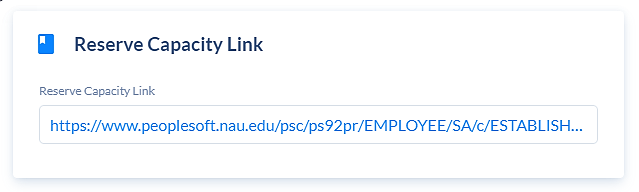 Reserve Capacity Link
Reserve Capacity Link
https://www.peoplesoft.nau.edu/psc/ps92pr/EMPLOYEE/SA/c/ESTABLISH...